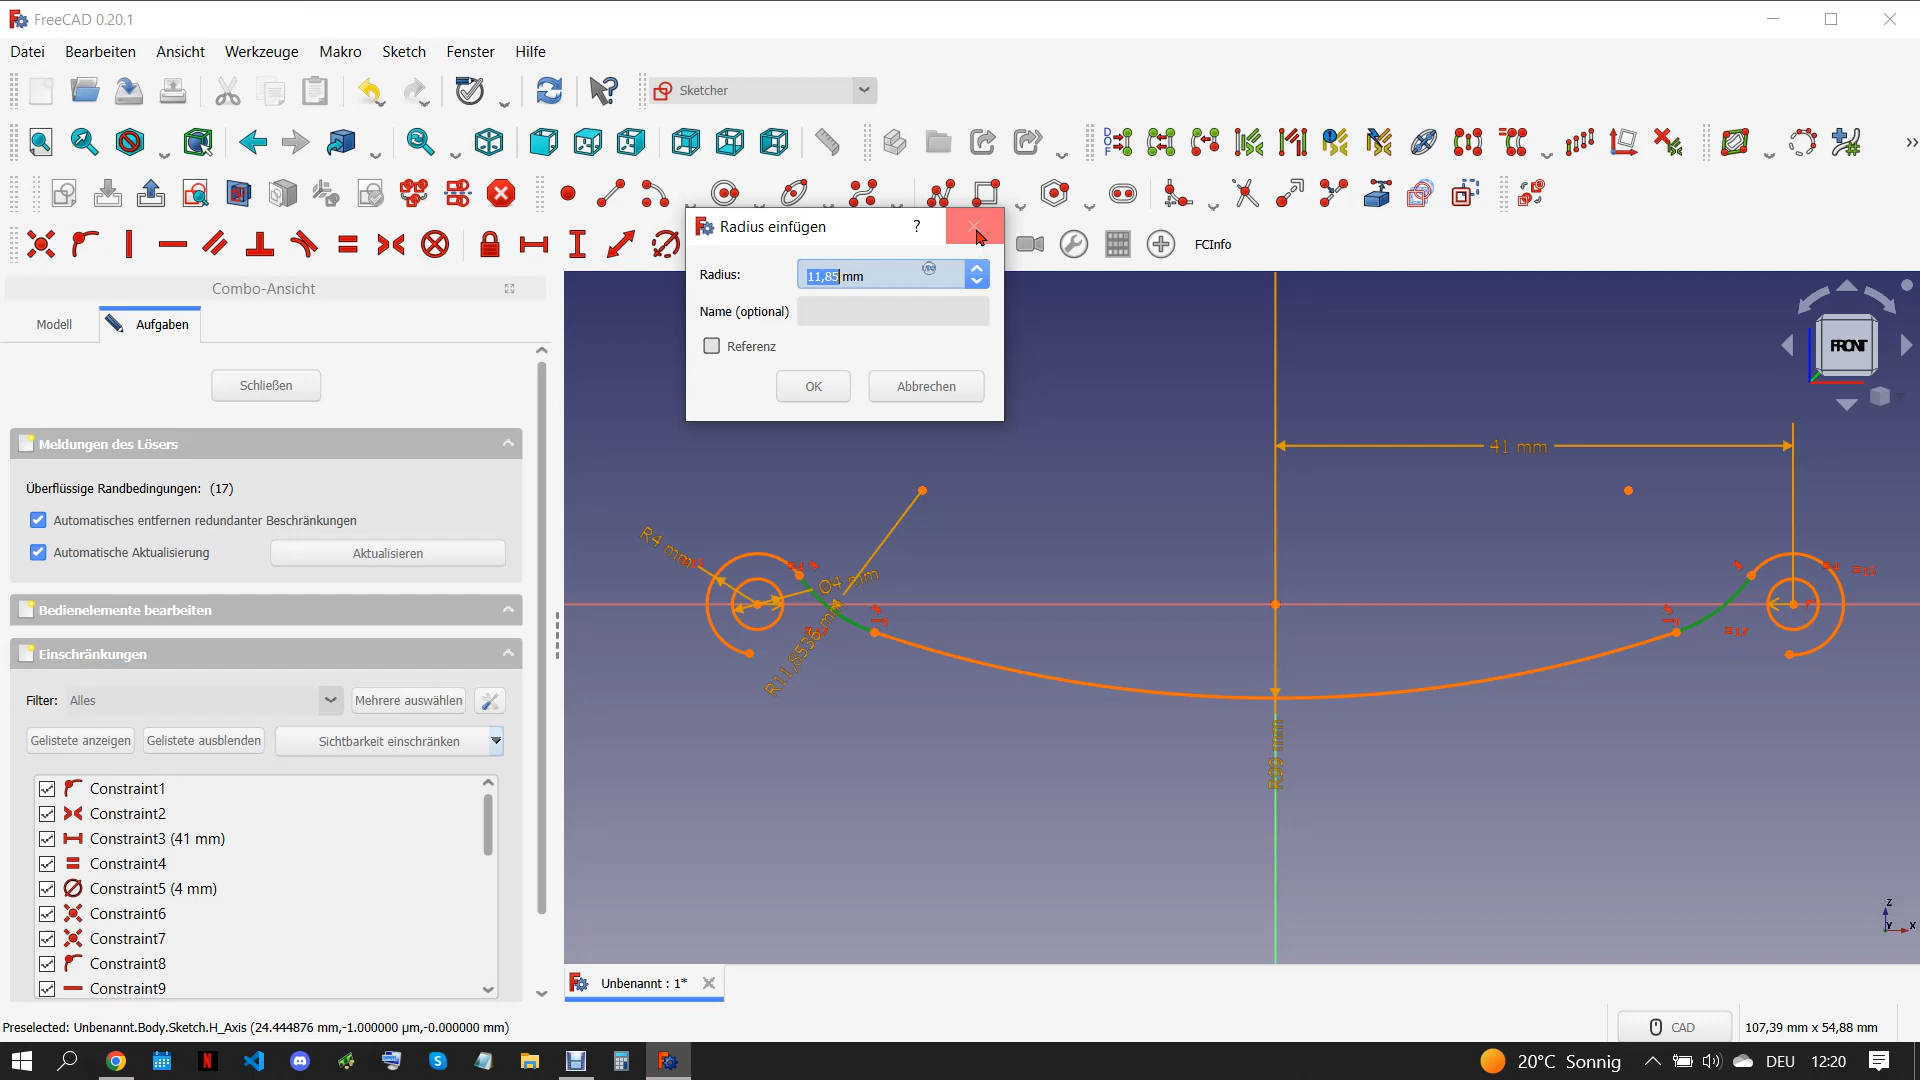 FreeCAD 0.20.1
Datei Bearbeiten Ansicht Werkzeuge Makro Sketch Fenster Hilfe
Sketcher
Radius einfügen ?
FCInfo
Radius: 11,85 mm
Name (optional)
Referenz
OK Abbrechen
Combo-Ansicht
Modell Aufgaben
Schließen
Meldungen des Lösers
Überflüssige Randbedingungen: (17)
Automatisches entfernen redundanter Beschränkungen
Automatische Aktualisierung Aktualisieren
Bedienelemente bearbeiten
Einschränkungen
Filter: Alles Mehrere auswählen
Gelistete anzeigen Gelistete ausblenden Sichtbarkeit einschränken
Constraint1
Constraint2
Constraint3 (41 mm)
Constraint4
Constraint5 (4 mm)
Constraint6
Constraint7
Constraint8
Constraint9
FRONT
41 mm
R4 mm
Ø4 mm
R11,8536 mm
Z
Y X
Unbenannt : 1*
Preselected: Unbenannt.Body.Sketch.H_Axis (24.444876 mm,-1.000000 µm,-0.000000 mm)
CAD 107,39 mm x 54,88 mm
20°C Sonnig DEU 12:20